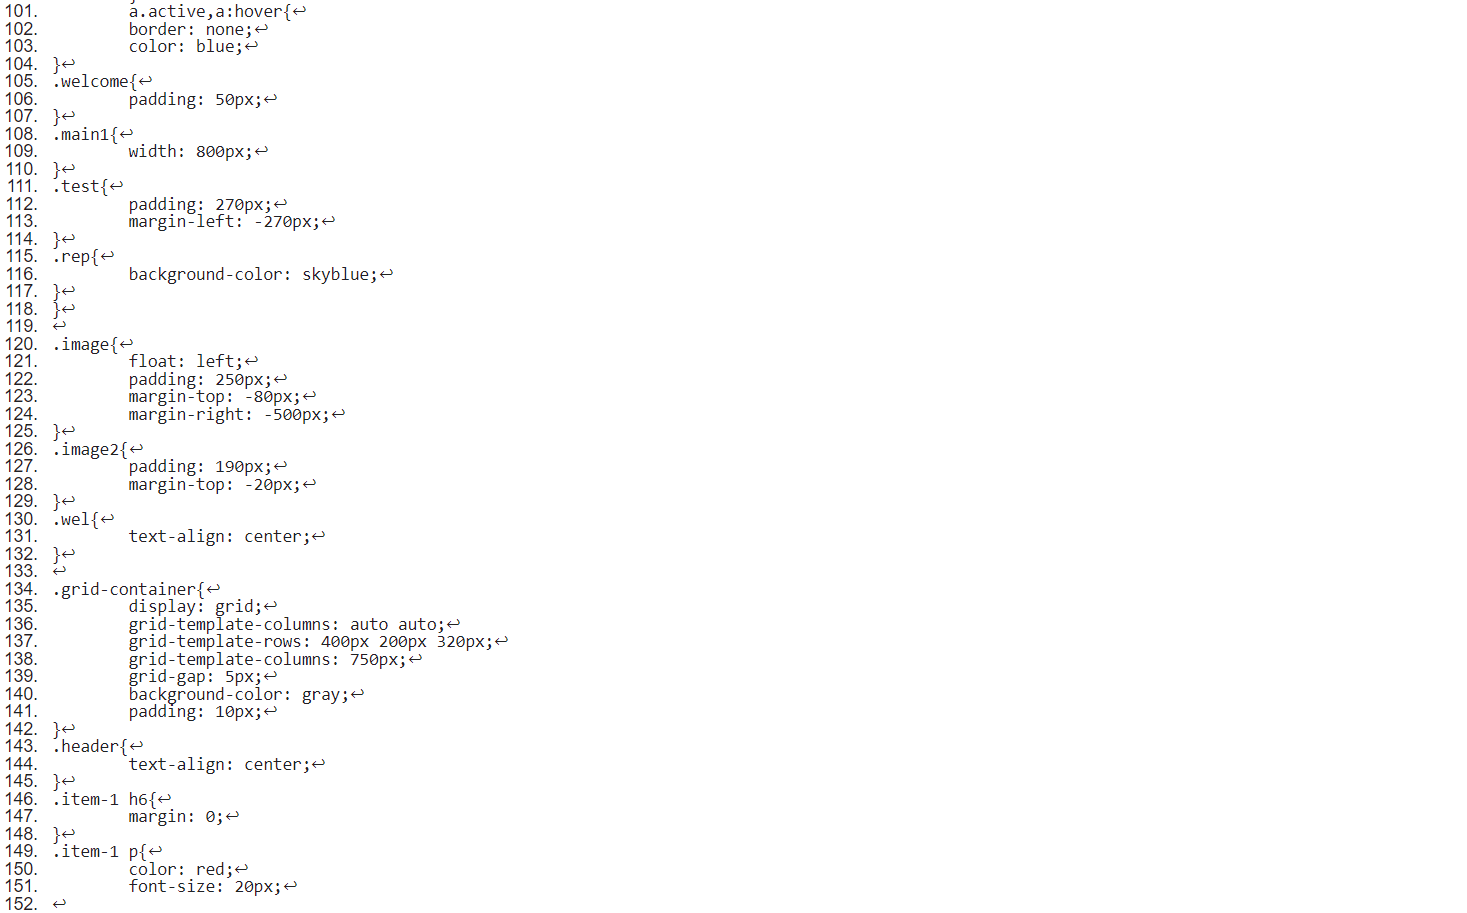 101. a.active,a:hover{↩
102. border: none;↩
103. color: blue;↩
104. }↩
105. .welcome{↩
106. padding: 50px;↩
107. }↩
108. .main1{↩
109. width: 800px;↩
110. }↩
111. .test{↩
112. padding: 270px;↩
113. margin-left: -270px;↩
114. }↩
115. .rep{↩
116. background-color: skyblue;↩
117. }↩
118. }↩
119. ↩
120. .image{↩
121. float: left;↩
122. padding: 250px;↩
123. margin-top: -80px;↩
124. margin-right: -500px;↩
125. }↩
126. .image2{↩
127. padding: 190px;↩
128. margin-top: -20px;↩
129. }↩
130. .wel{↩
131. text-align: center;↩
132. }↩
133. ↩
134. .grid-container{↩
135. display: grid;↩
136. grid-template-columns: auto auto;↩
137. grid-template-rows: 400px 200px 320px;↩
138. grid-template-columns: 750px;↩
139. grid-gap: 5px;↩
140. background-color: gray;↩
141. padding: 10px;↩
142. }↩
143. .header{↩
144. text-align: center;↩
145. }↩
146. .item-1 h6{↩
147. margin: 0;↩
148. }↩
149. .item-1 p{↩
150. color: red;↩
151. font-size: 20px;↩
152. ↩